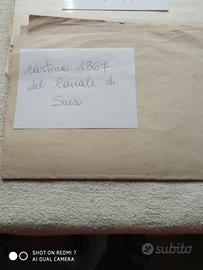 cartina 1867
del Canale di
Suez
SHOT ON REDMI 7
AI DUAL CAMERA
subito